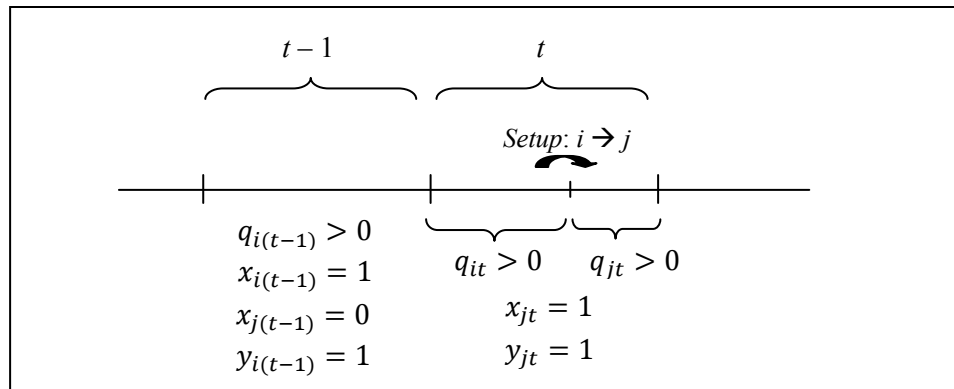 t – 1 t
Setup: i → j
q_{i(t−1)} > 0 q_{it} > 0 q_{jt} > 0
x_{i(t−1)} = 1 x_{jt} = 1
x_{j(t−1)} = 0 y_{jt} = 1
y_{i(t−1)} = 1